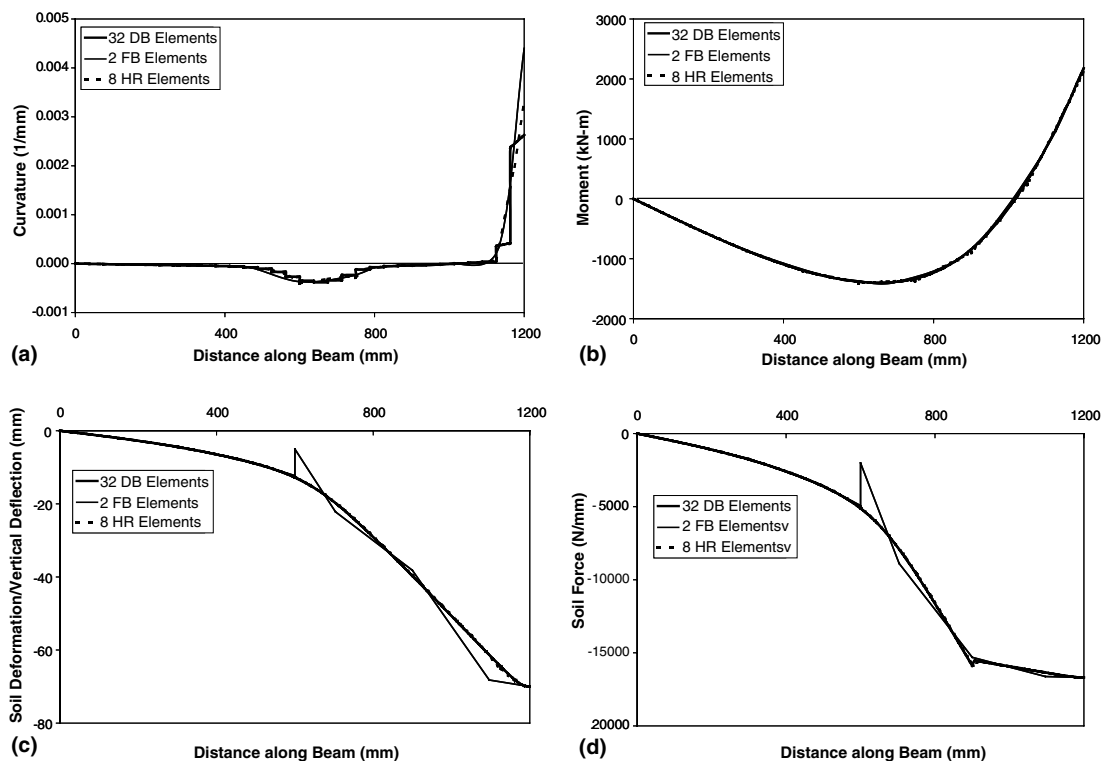 0.005
0.004
0.003
0.002
0.001
0.000
-0.001
Curvature (1/mm)
32 DB Elements
2 FB Elements
8 HR Elements
0
400
800
1200
Distance along Beam (mm)
(a)
3000
2000
1000
0
-1000
-2000
Moment (kN-m)
32 DB Elements
2 FB Elements
8 HR Elements
0
400
800
1200
Distance along Beam (mm)
(b)
0
400
800
1200
0
-20
-40
-60
-80
Soil Deformation/Vertical Deflection (mm)
32 DB Elements
2 FB Elements
8 HR Elements
Distance along Beam (mm)
(c)
0
400
800
1200
0
-5000
-10000
-15000
20000
Soil Force (N/mm)
32 DB Elements
2 FB Elementsv
8 HR Elementsv
Distance along Beam (mm)
(d)